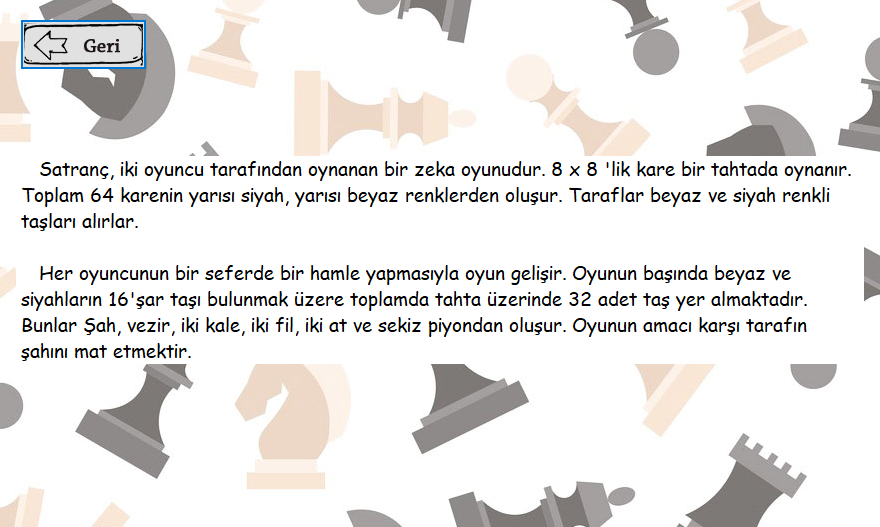 Geri
Satranç, iki oyuncu tarafından oynanan bir zeka oyunudur. 8 x 8 'lik kare bir tahtada oynanır.
Toplam 64 karenin yarısı siyah, yarısı beyaz renklerden oluşur. Taraflar beyaz ve siyah renkli
taşları alırlar.
Her oyuncunun bir seferde bir hamle yapmasıyla oyun gelişir. Oyunun başında beyaz ve
siyahların 16'şar taşı bulunmak üzere toplamda tahta üzerinde 32 adet taş yer almaktadır.
Bunlar Şah, vezir, iki kale, iki fil, iki at ve sekiz piyondan oluşur. Oyunun amacı karşı tarafın
şahını mat etmektir.